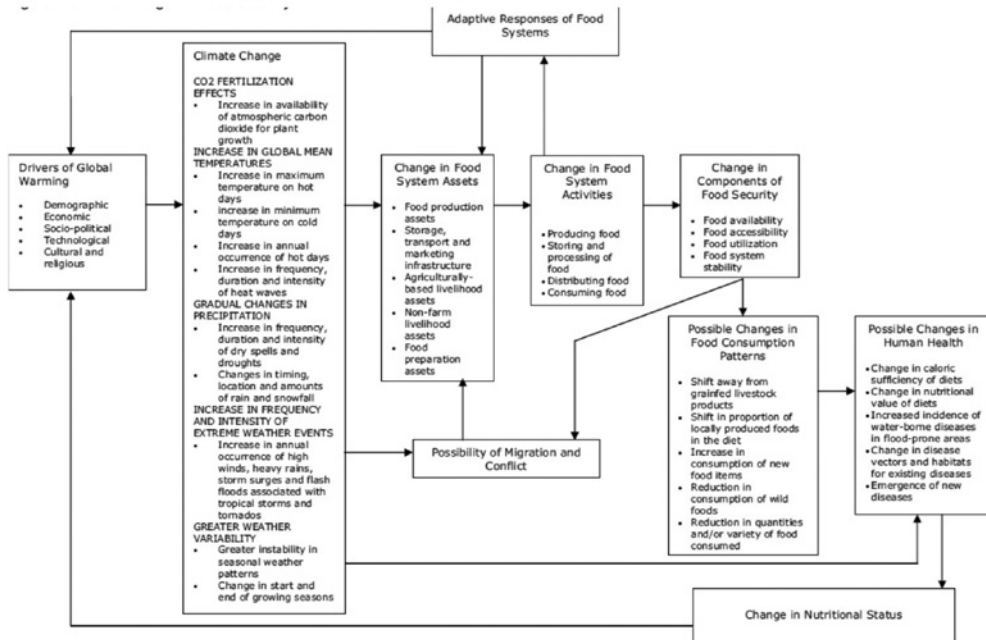 Adaptive Responses of Food
Systems
Climate Change
CO2 FERTILIZATION
EFFECTS
• Increase in availability
of atmospheric carbon
dioxide for plant
growth
INCREASE IN GLOBAL MEAN
TEMPERATURES
• Increase in maximum
temperature on hot
days
• increase in minimum
temperature on cold
days
• Increase in annual
occurrence of hot days
• Increase in frequency,
duration and intensity
of heat waves
GRADUAL CHANGES IN
PRECIPITATION
• Increase in frequency,
duration and intensity
of dry spells and
droughts
• Changes in timing,
location and amounts
of rain and snowfall
INCREASE IN FREQUENCY
AND INTENSITY OF
EXTREME WEATHER EVENTS
• Increase in annual
occurrence of high
winds, heavy rains,
storm surges and flash
floods associated with
tropical storms and
tornados
GREATER WEATHER
VARIABILITY
• Greater instability in
seasonal weather
patterns
• Change in start and
end of growing seasons
Drivers of Global
Warming
• Demographic
• Economic
• Socio-political
• Technological
• Cultural and
religious
Change in Food
System Assets
• Food production
assets
• Storage,
transport and
marketing
infrastructure
• Agriculturally-
based livelihood
assets
• Non-farm
livelihood
assets
• Food
preparation
assets
Change in Food
System
Activities
• Producing food
• Storing and
processing of
food
• Distributing food
• Consuming food
Change in
Components of
Food Security
• Food availability
• Food accessibility
• Food utilization
• Food system
stability
Possibility of Migration and
Conflict
Possible Changes in
Food Consumption
Patterns
• Shift away from
grainfed livestock
products
• Shift in proportion of
locally produced foods
in the diet
• Increase in
consumption of new
food items
• Reduction in
consumption of wild
foods
• Reduction in quantities
and/or variety of food
consumed
Possible Changes in
Human Health
• Change in caloric
sufficiency of diets
• Change in nutritional
value of diets
• Increased incidence of
water-borne diseases
in flood-prone areas
• Change in disease
vectors and habitats
for existing diseases
• Emergence of new
diseases
Change in Nutritional Status